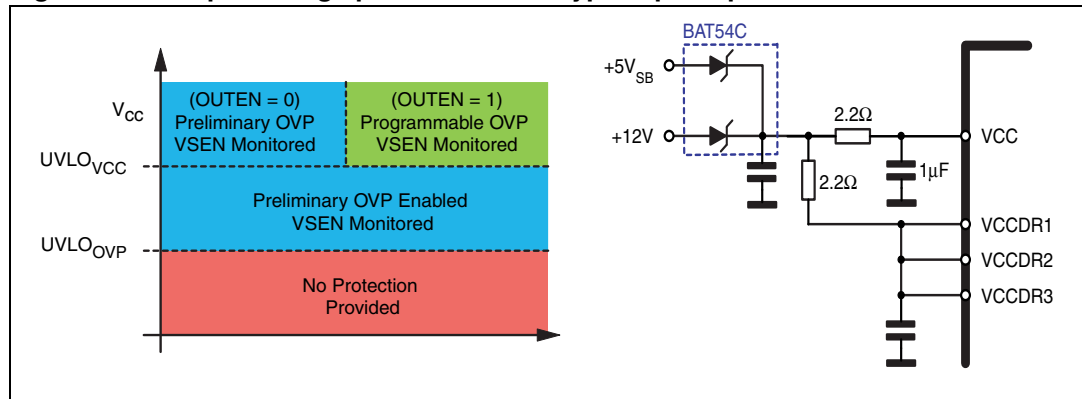 V_CC
(OUTEN = 0)
Preliminary OVP
VSEN Monitored
(OUTEN = 1)
Programmable OVP
VSEN Monitored
UVLO_VCC
Preliminary OVP Enabled
VSEN Monitored
UVLO_OVP
No Protection
Provided
BAT54C
+5V_SB
+12V
2.2Ω
2.2Ω
1μF
VCC
VCCDR1
VCCDR2
VCCDR3